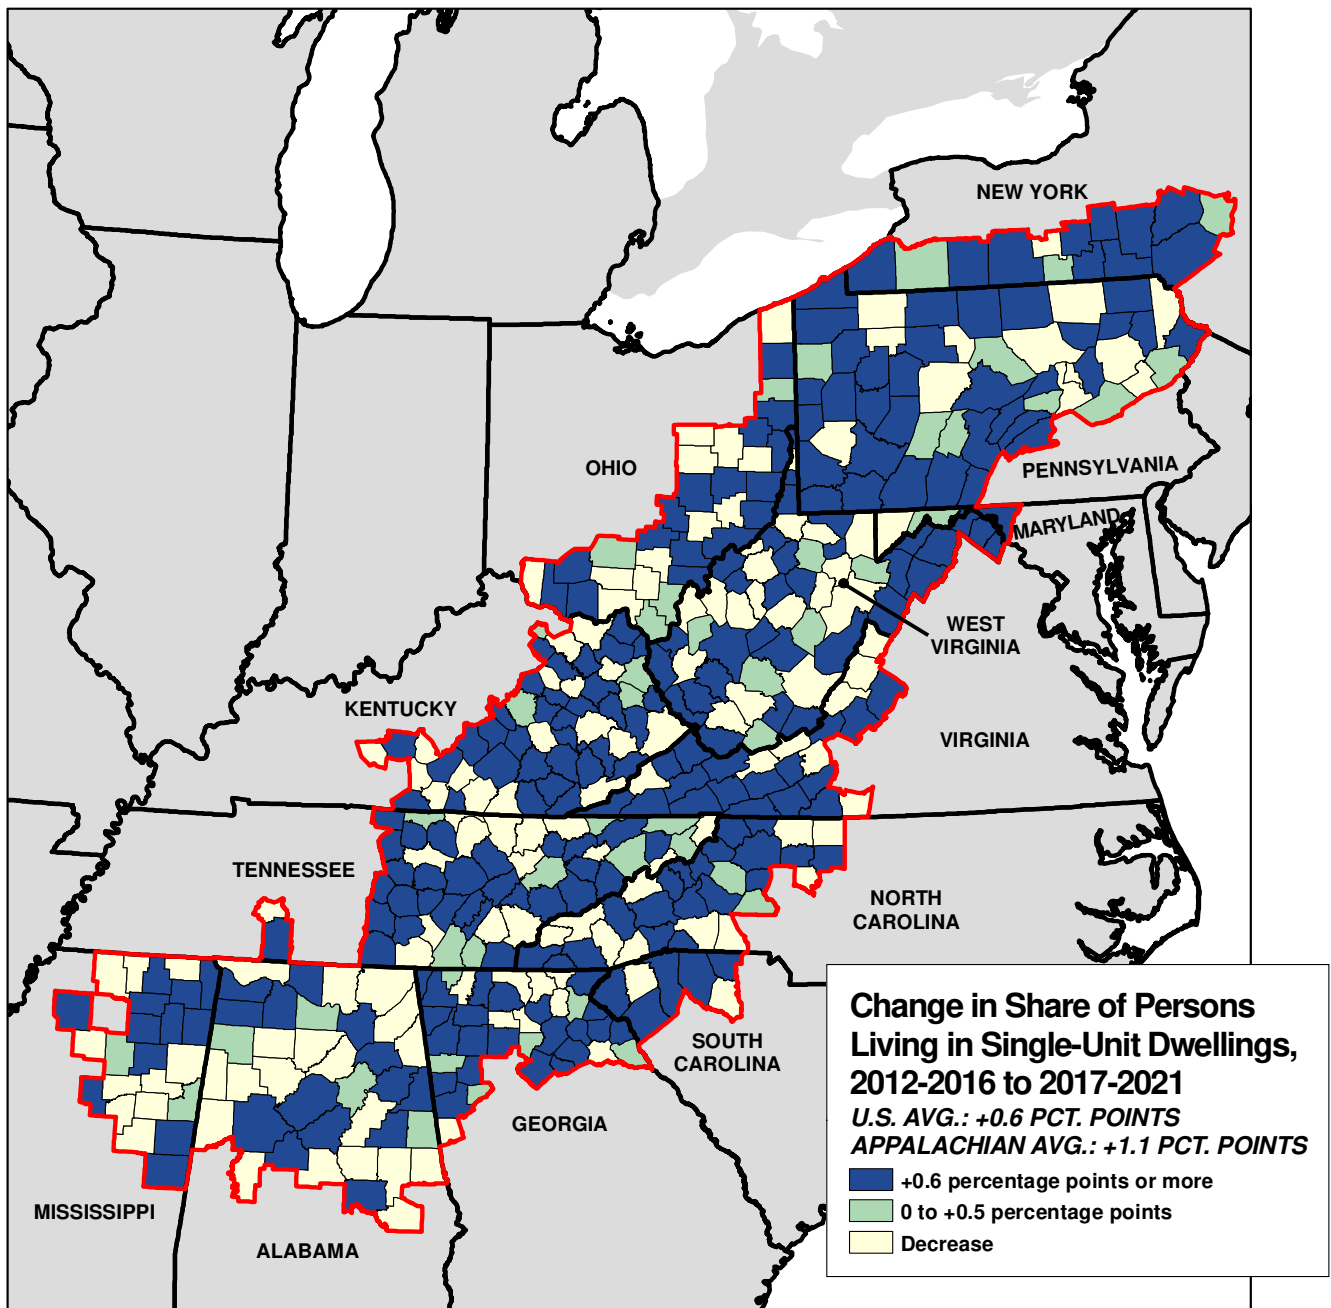 NEW YORK
OHIO
PENNSYLVANIA
MARYLAND
WEST
VIRGINIA
KENTUCKY
VIRGINIA
TENNESSEE
NORTH
CAROLINA
SOUTH
CAROLINA
GEORGIA
MISSISSIPPI
ALABAMA
Change in Share of Persons
Living in Single-Unit Dwellings,
2012-2016 to 2017-2021
U.S. AVG.: +0.6 PCT. POINTS
APPALACHIAN AVG.: +1.1 PCT. POINTS
+0.6 percentage points or more
0 to +0.5 percentage points
Decrease